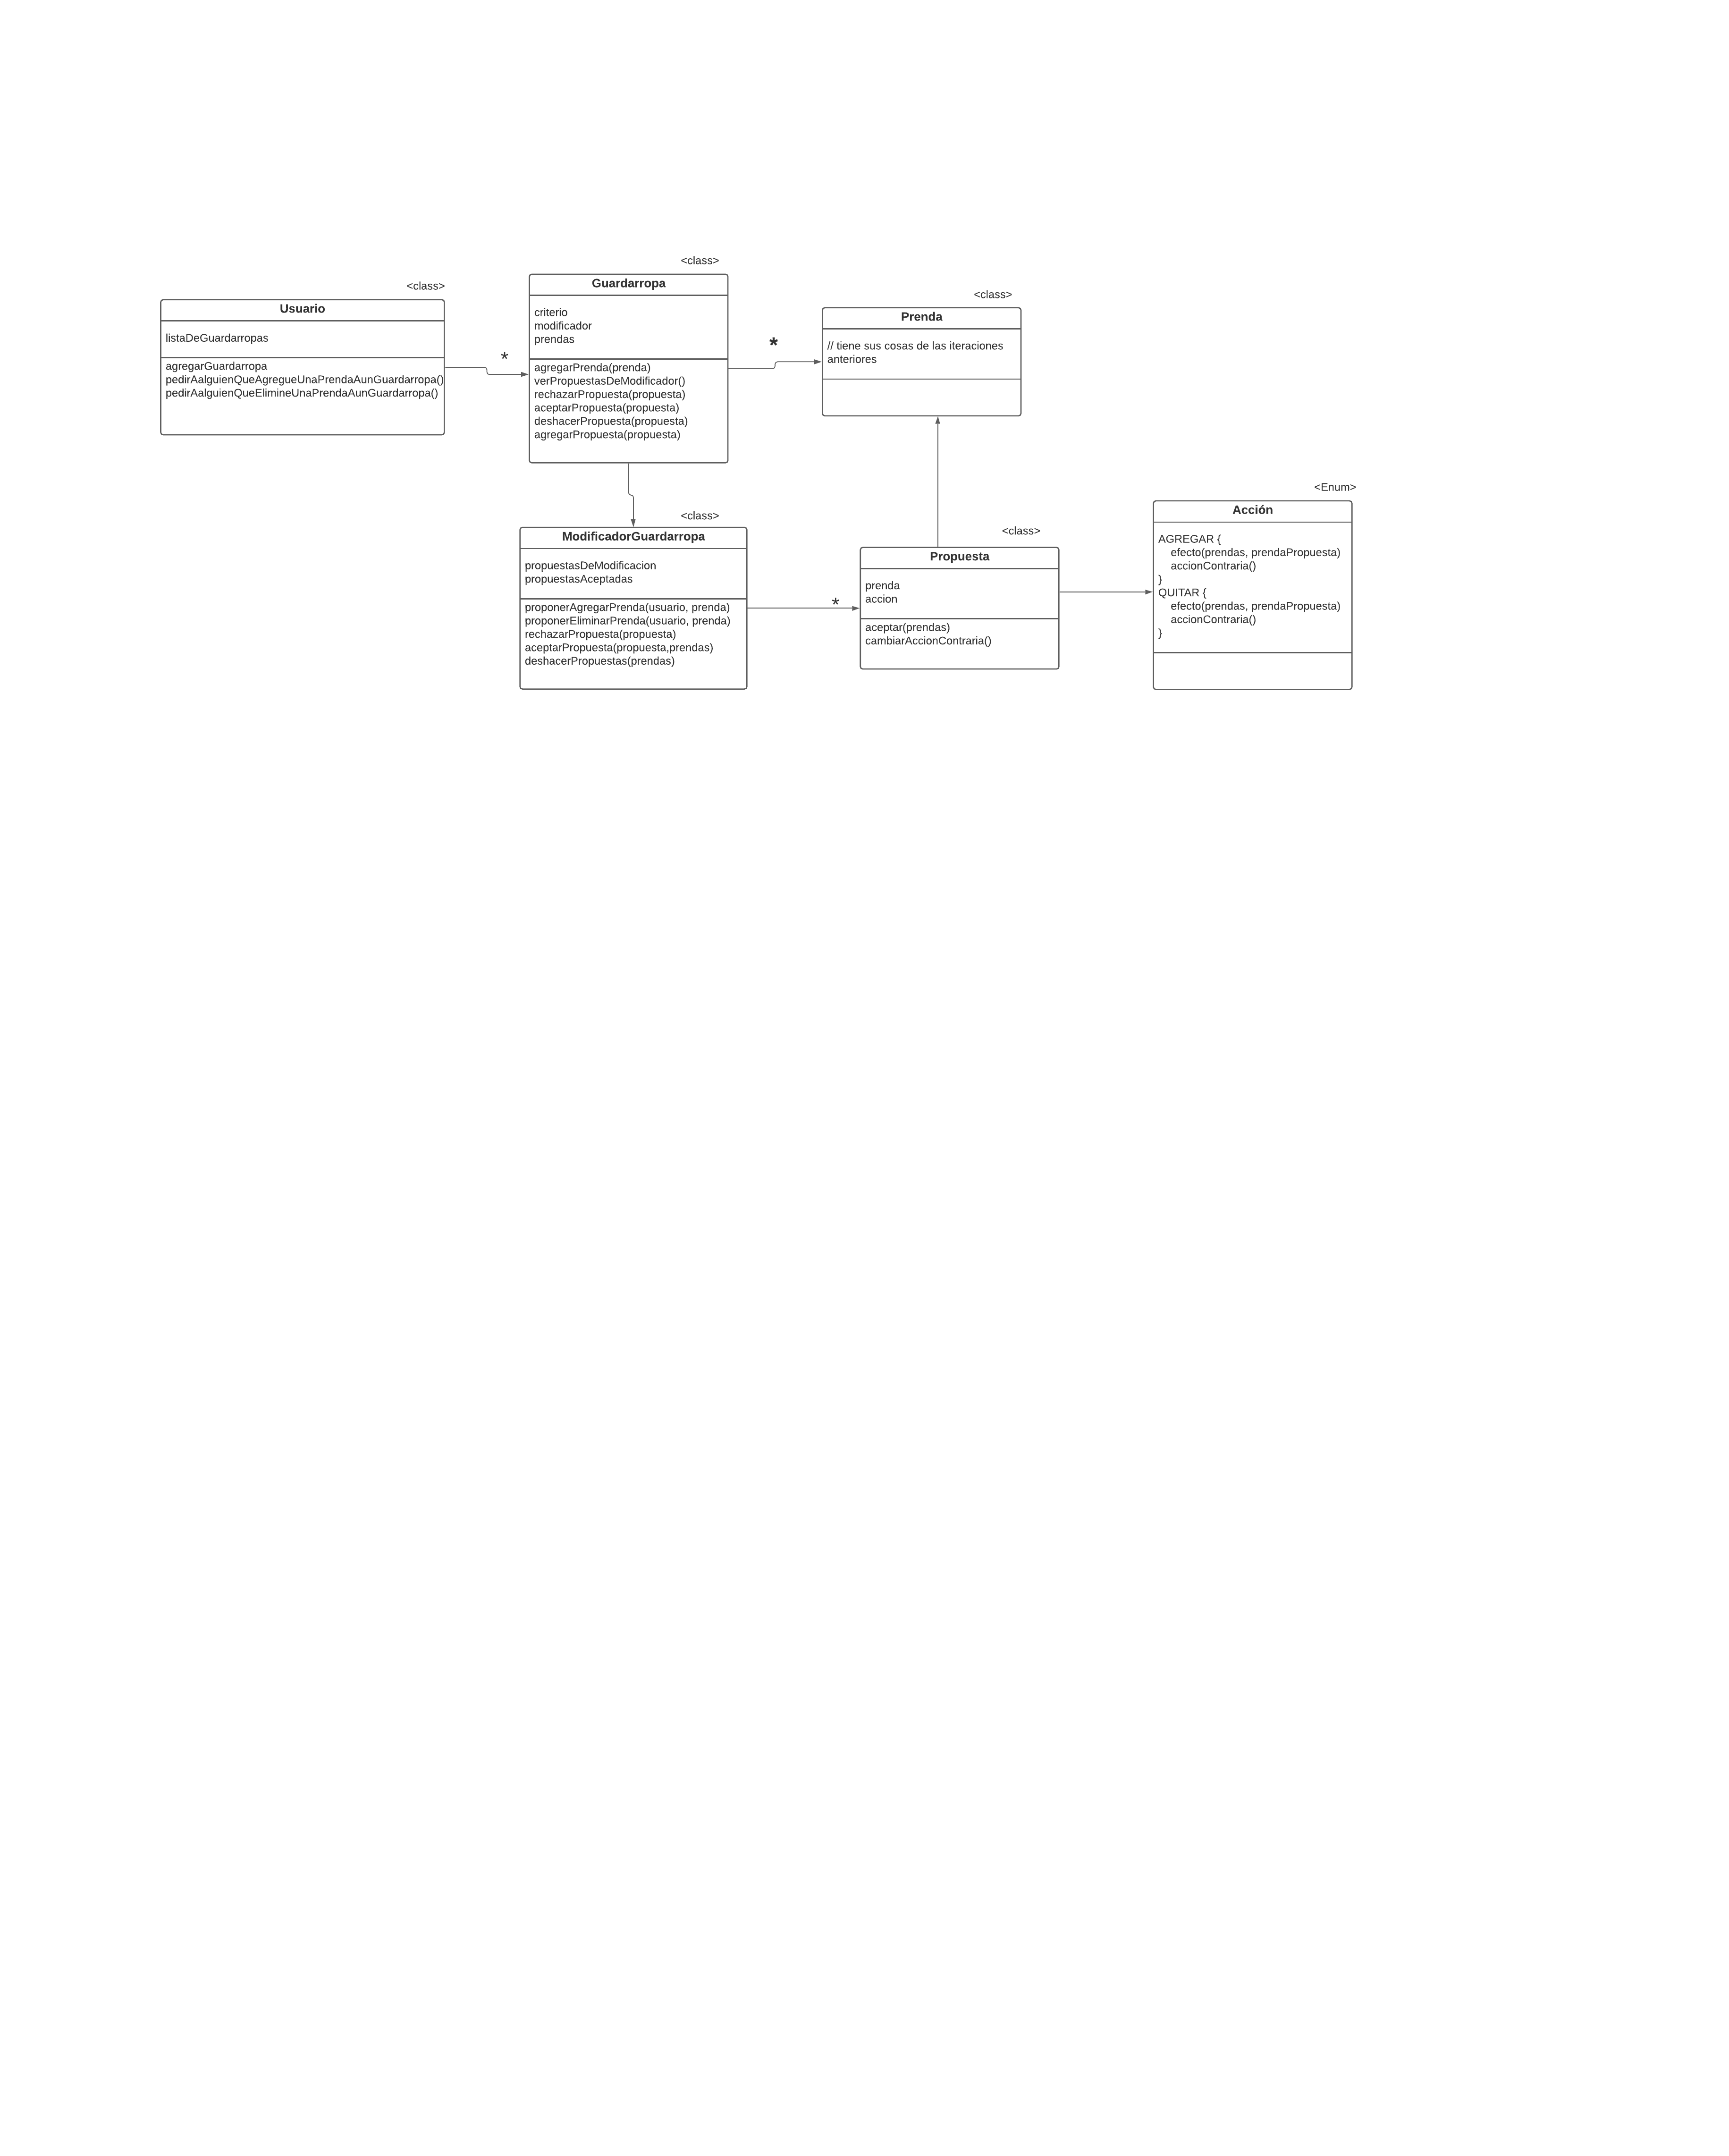 <class>
Usuario
listaDeGuardarropas
agregarGuardarropa
pedirAalguienQueAgregueUnaPrendaAunGuardarropa()
pedirAalguienQueElimineUnaPrendaAunGuardarropa()
*
<class>
Guardarropa
criterio
modificador
prendas
agregarPrenda(prenda)
verPropuestasDeModificador()
rechazarPropuesta(propuesta)
aceptarPropuesta(propuesta)
deshacerPropuesta(propuesta)
agregarPropuesta(propuesta)
*
<class>
Prenda
// tiene sus cosas de las iteraciones
anteriores
<class>
ModificadorGuardarropa
propuestasDeModificacion
propuestasAceptadas
proponerAgregarPrenda(usuario, prenda)
proponerEliminarPrenda(usuario, prenda)
rechazarPropuesta(propuesta)
aceptarPropuesta(propuesta,prendas)
deshacerPropuestas(prendas)
*
<class>
Propuesta
prenda
accion
aceptar(prendas)
cambiarAccionContraria()
<Enum>
Acción
AGREGAR {
efecto(prendas, prendaPropuesta)
accionContraria()
}
QUITAR {
efecto(prendas, prendaPropuesta)
accionContraria()
}